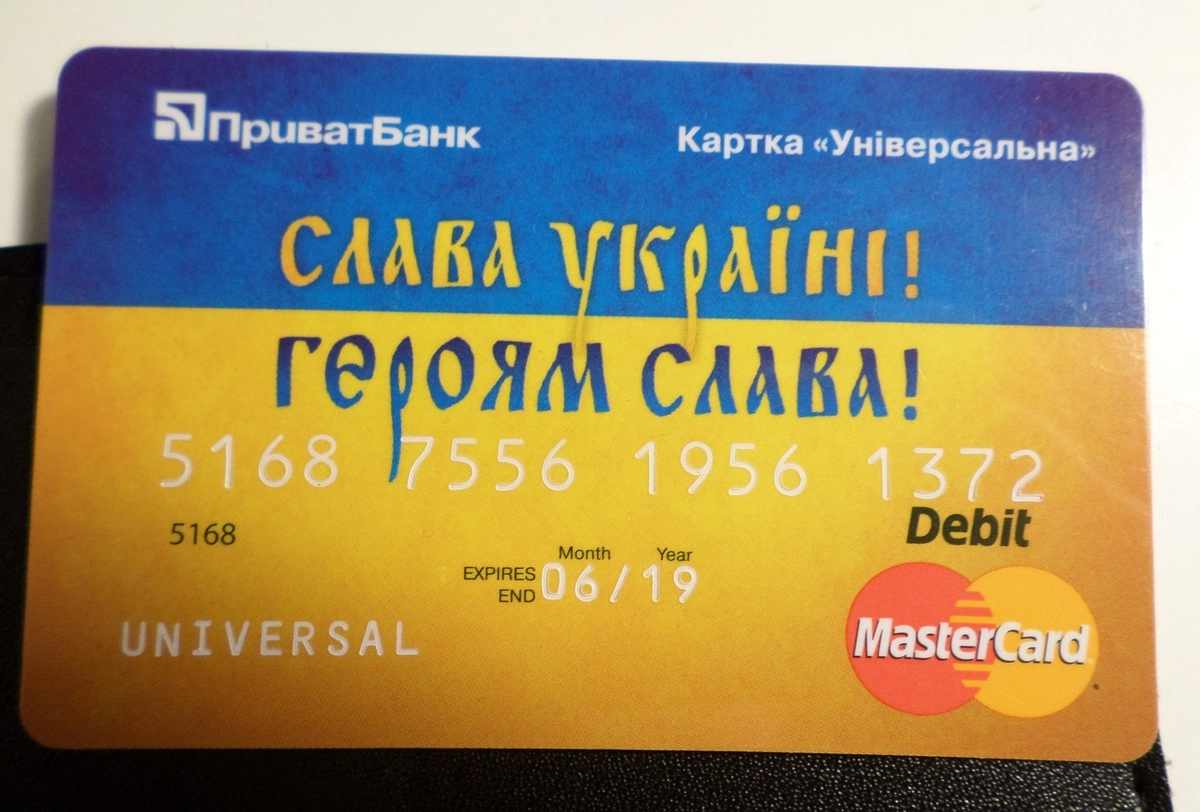 ПриватБанк
Картка «Універсальна»
СЛАВА УКРАЇНІ!
ГЕРОЯМ СЛАВА!
5168 7556 1956 1372
5168
Debit
Month Year
EXPIRES END 06/19
UNIVERSAL
MasterCard